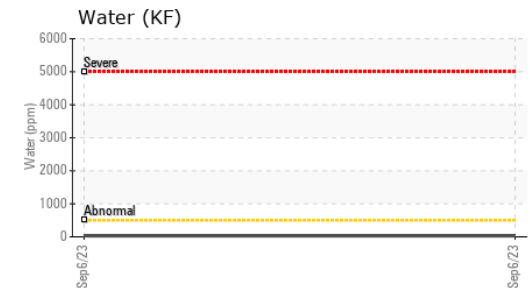 Water (KF)
6000
Severe
5000
4000
3000
2000
1000
Abnormal
0
Water (ppm)
Sep6/23
Sep6/23